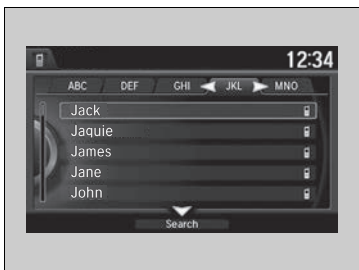 12:34
ABC DEF GHI JKL MNO
Jack
Jaquie
James
Jane
John
Search